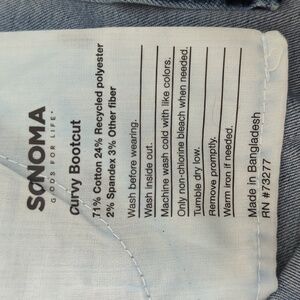 SONOMA
GOODS FOR LIFE
Curvy Bootcut
71% Cotton 24% Recycled polyester
2% Spandex 3% Other fiber
Wash before wearing.
Wash inside out.
Machine wash cold with like colors.
Only non-chlorine bleach when needed.
Tumble dry low.
Remove promptly.
Warm iron if needed.
Made in Bangladesh
RN #73277